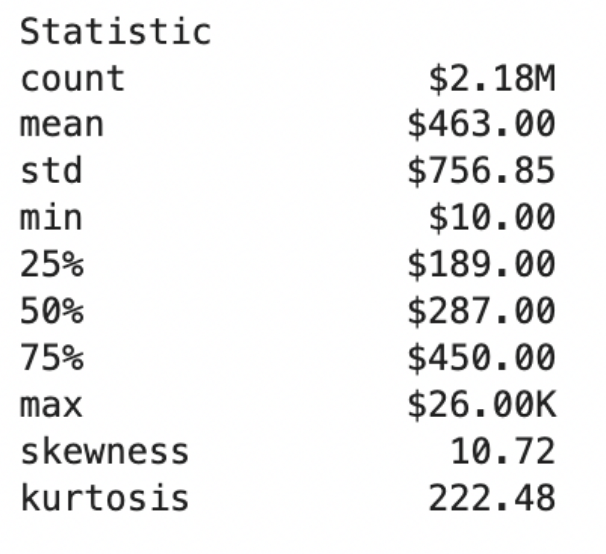 Statistic
count $2.18M
mean $463.00
std $756.85
min $10.00
25% $189.00
50% $287.00
75% $450.00
max $26.00K
skewness 10.72
kurtosis 222.48